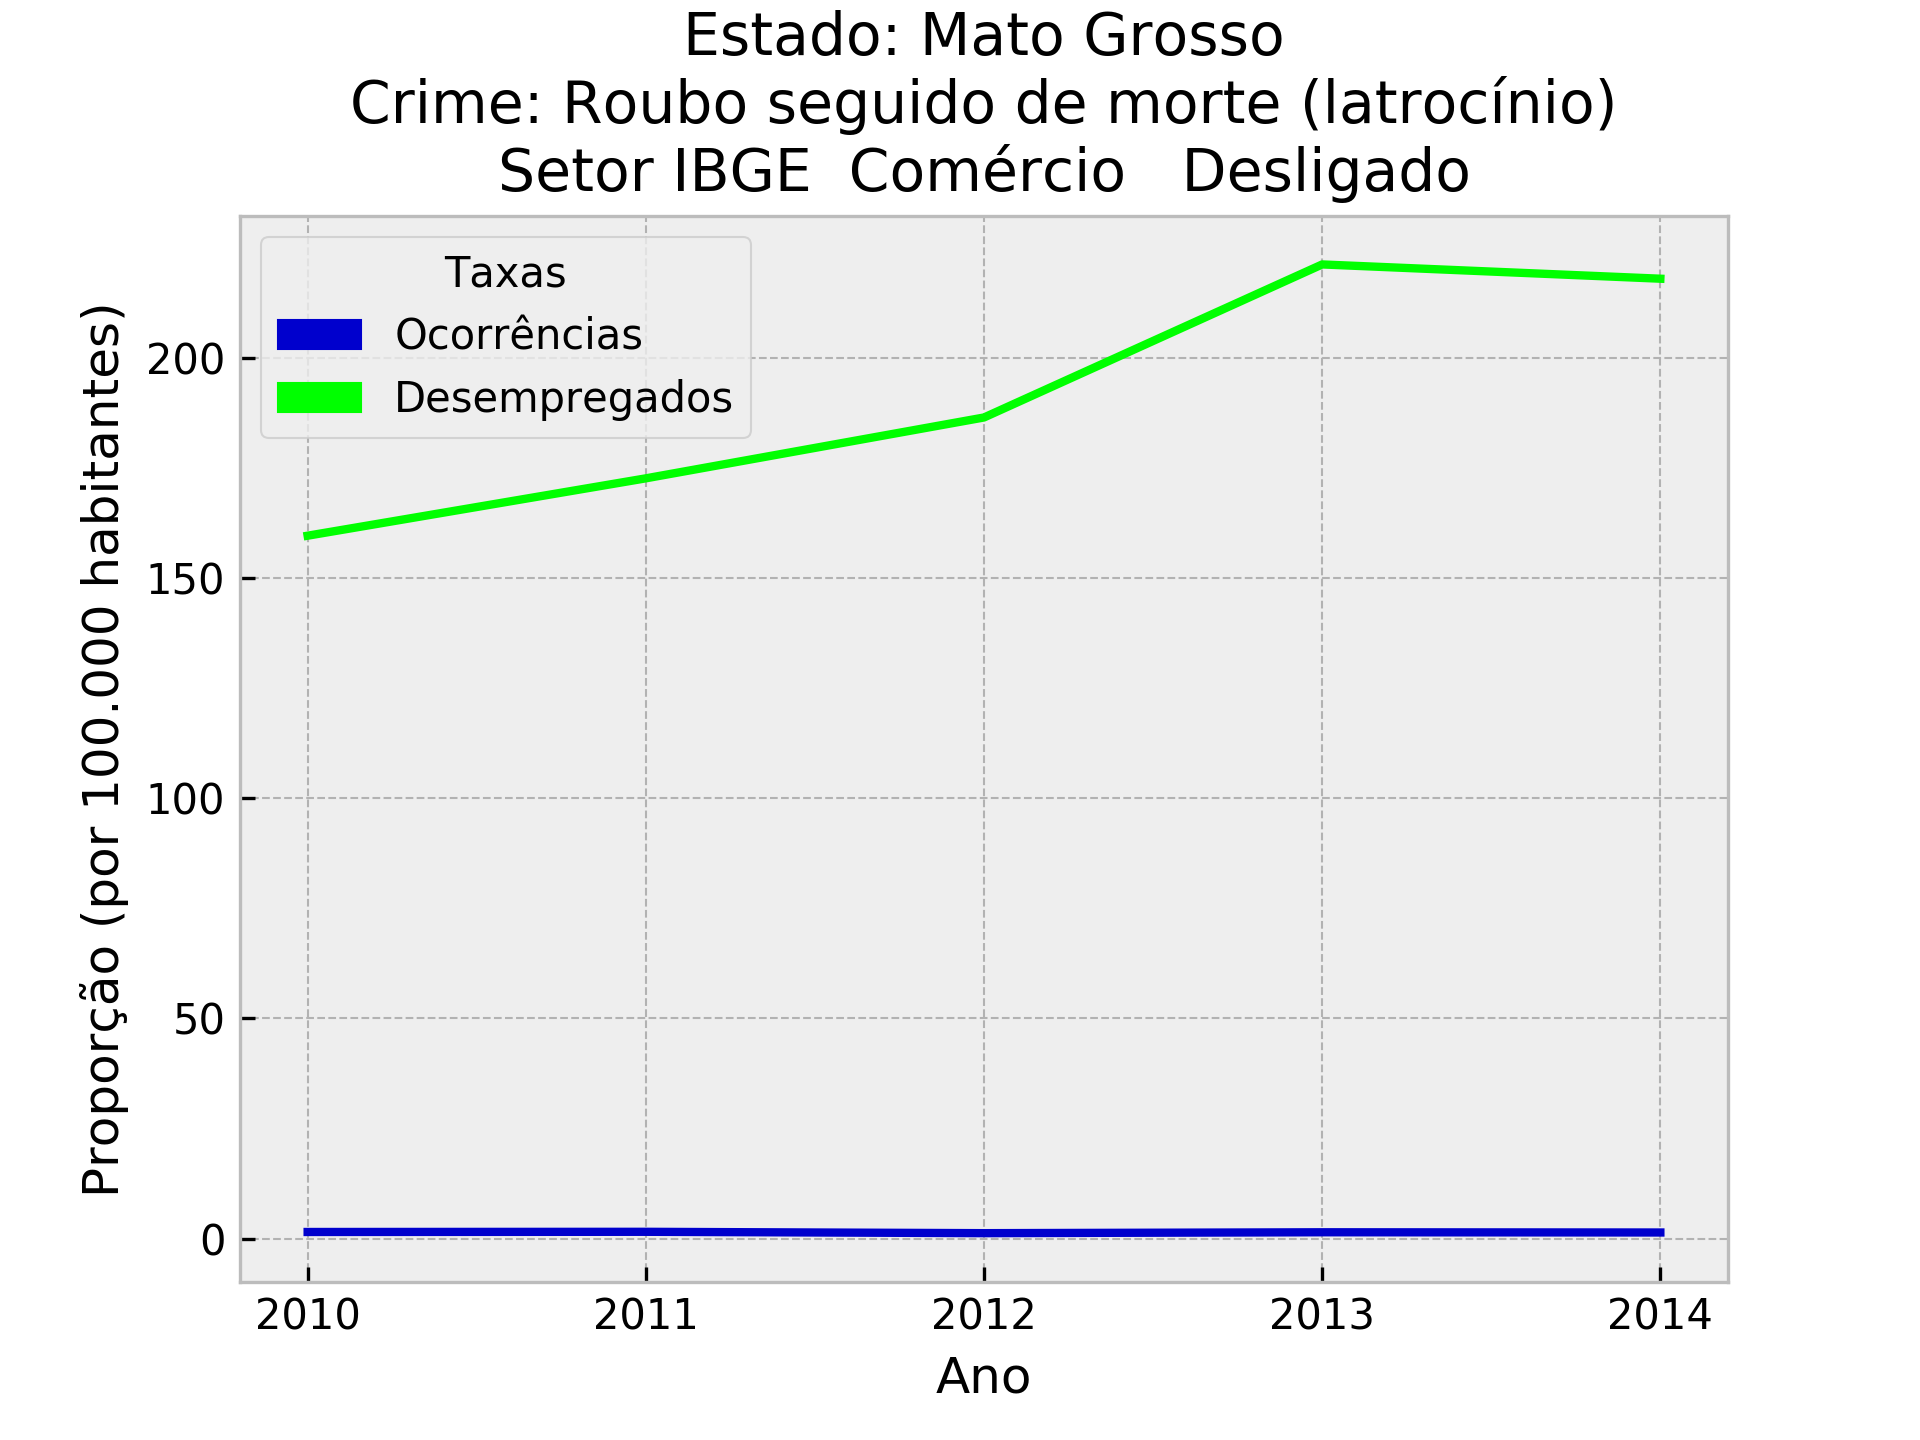 Estado: Mato Grosso
Crime: Roubo seguido de morte (latrocínio)
Setor IBGE  Comércio   Desligado
Taxas
Ocorrências
Desempregados
Proporção (por 100.000 habitantes)
200
150
100
50
0
2010
2011
2012
2013
2014
Ano